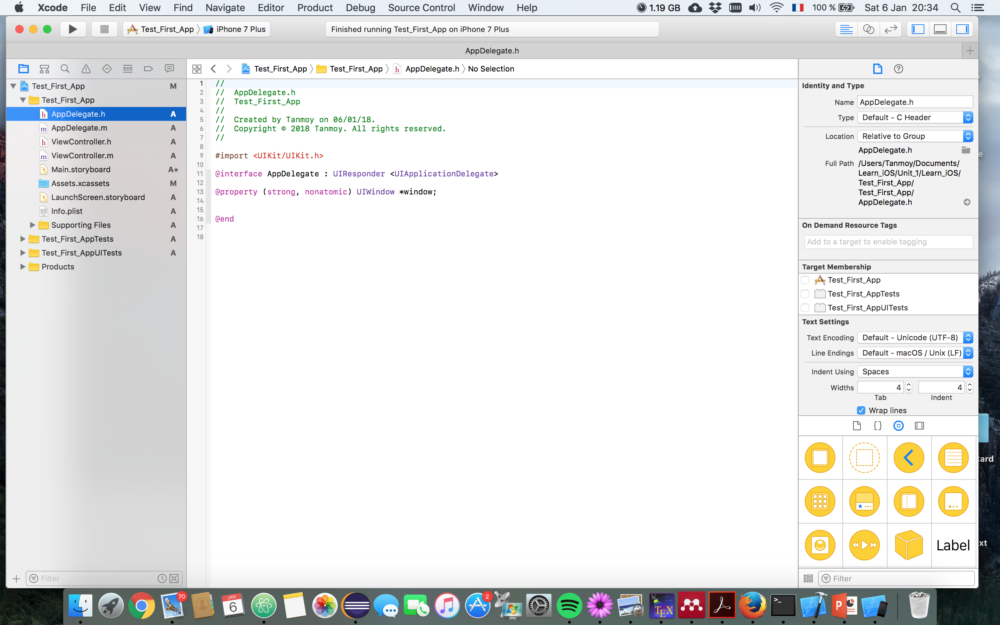 Xcode File Edit View Find Navigate Editor Product Debug Source Control Window Help 1.19 GB 100 % Sat 6 Jan 20:34
Test_First_App iPhone 7 Plus Finished running Test_First_App on iPhone 7 Plus
AppDelegate.h
Test_First_App Test_First_App AppDelegate.h No Selection
Test_First_App M
Test_First_App
AppDelegate.h A
AppDelegate.m A
ViewController.h A
ViewController.m A
Main.storyboard A+
Assets.xcassets M
LaunchScreen.storyboard A
Info.plist A
Supporting Files A
Test_First_AppTests A
Test_First_AppUITests A
Products
Filter
1 //
2 // AppDelegate.h
3 // Test_First_App
4 //
5 // Created by Tanmoy on 06/01/18.
6 // Copyright © 2018 Tanmoy. All rights reserved.
7 //
8
9 #import <UIKit/UIKit.h>
10
11 @interface AppDelegate : UIResponder <UIApplicationDelegate>
12
13 @property (strong, nonatomic) UIWindow *window;
14
15
16 @end
17
18
Identity and Type
Name AppDelegate.h
Type Default - C Header
Location Relative to Group
AppDelegate.h
Full Path /Users/Tanmoy/Documents/
Learn_iOS/Unit_1/Learn_iOS/
Test_First_App/
Test_First_App/
AppDelegate.h
On Demand Resource Tags
Add to a target to enable tagging
Target Membership
Test_First_App
Test_First_AppTests
Test_First_AppUITests
Text Settings
Text Encoding Default - Unicode (UTF-8)
Line Endings Default - macOS / Unix (LF)
Indent Using Spaces
Widths 4 4
Tab Indent
Wrap lines
Label
Filter
70
JAN
6
2
TEX